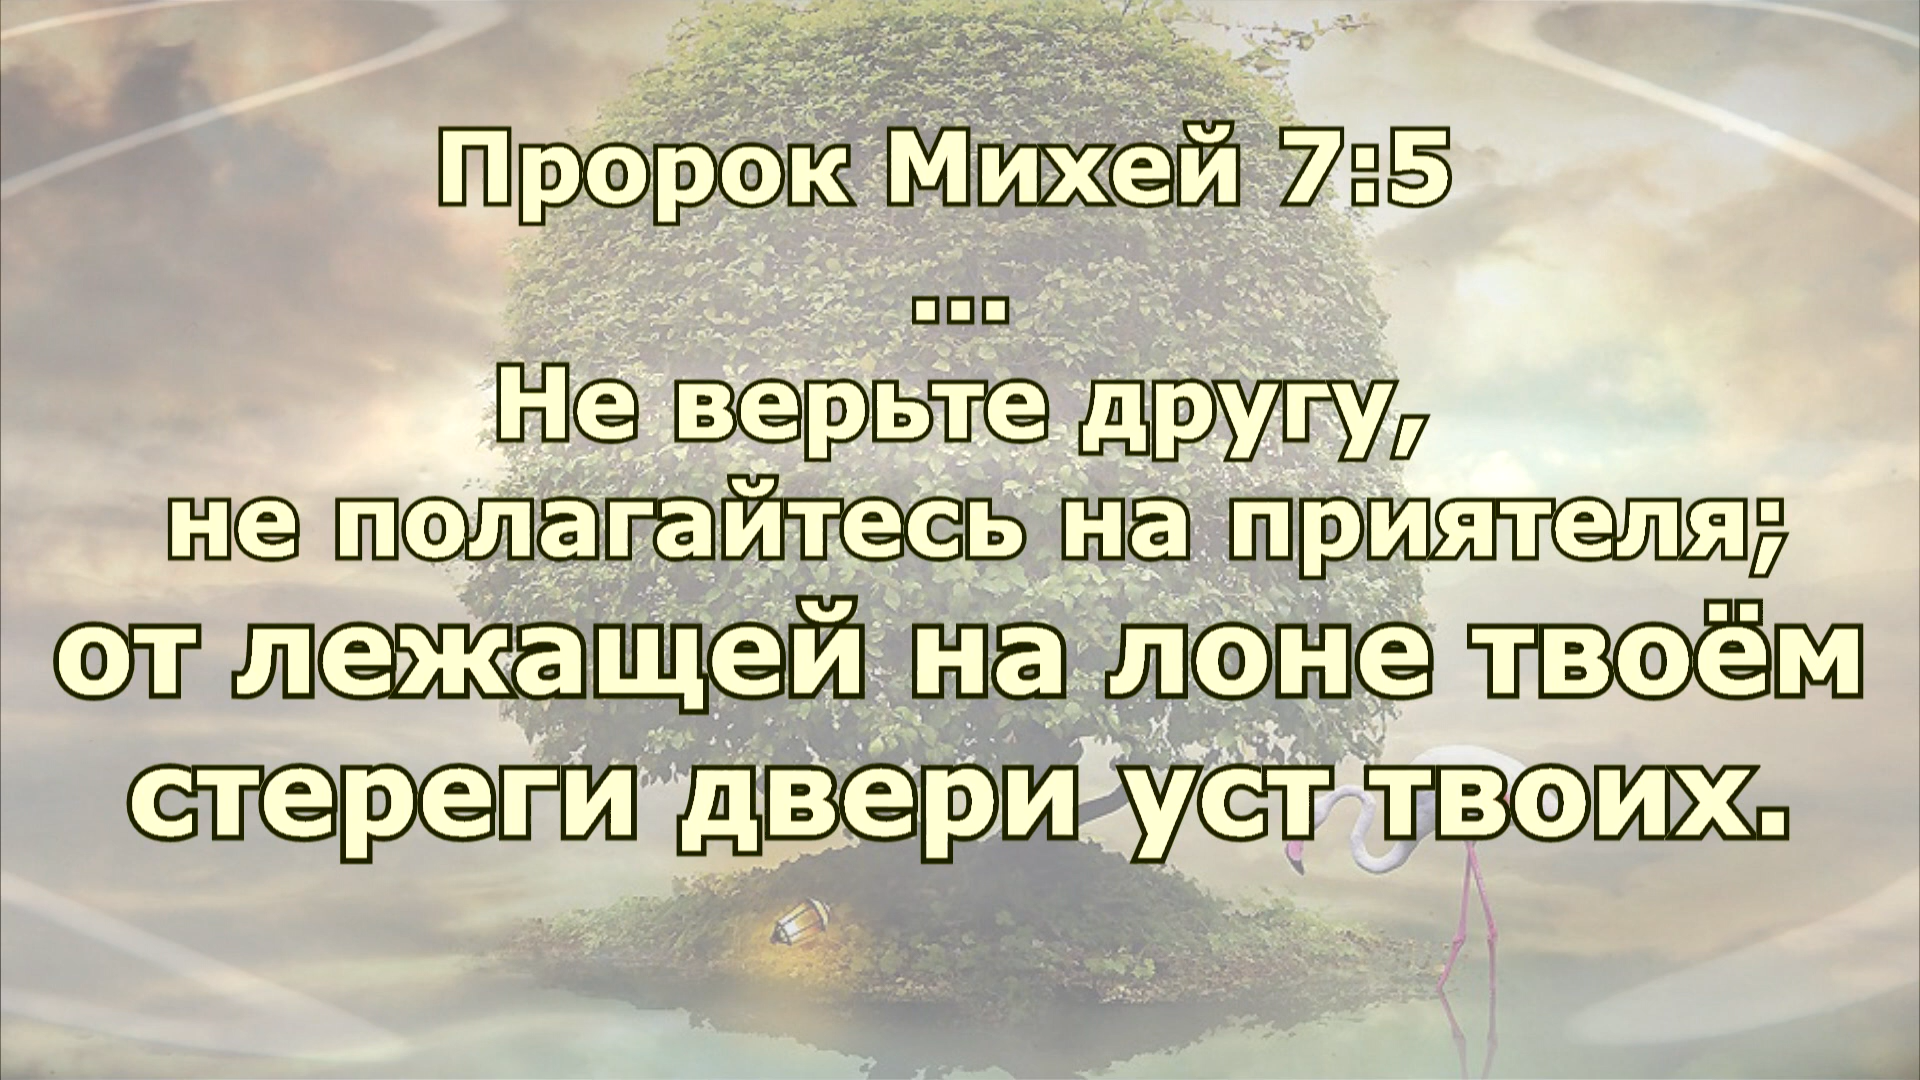 Пророк Михей 7:5
...
Не верьте другу,
не полагайтесь на приятеля;
от лежащей на лоне твоём
стереги двери уст твоих.